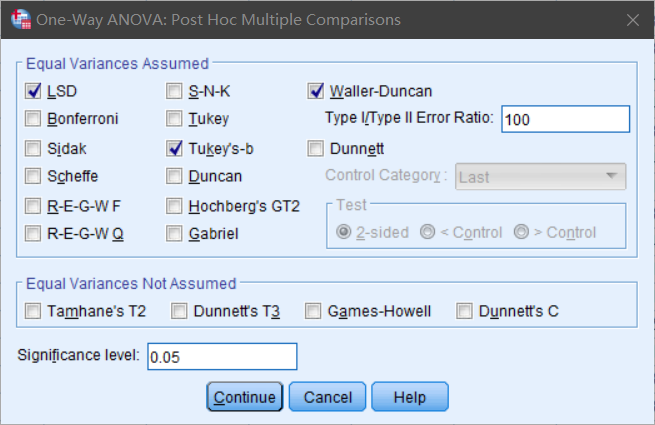 One-Way ANOVA: Post Hoc Multiple Comparisons
Equal Variances Assumed
LSD
S-N-K
Waller-Duncan
Bonferroni
Tukey
Type I/Type II Error Ratio: 100
Sidak
Tukey's-b
Dunnett
Scheffe
Duncan
Control Category: Last
R-E-G-W F
Hochberg's GT2
Test
R-E-G-W Q
Gabriel
2-sided
< Control
> Control
Equal Variances Not Assumed
Tamhane's T2
Dunnett's T3
Games-Howell
Dunnett's C
Significance level: 0.05
Continue
Cancel
Help